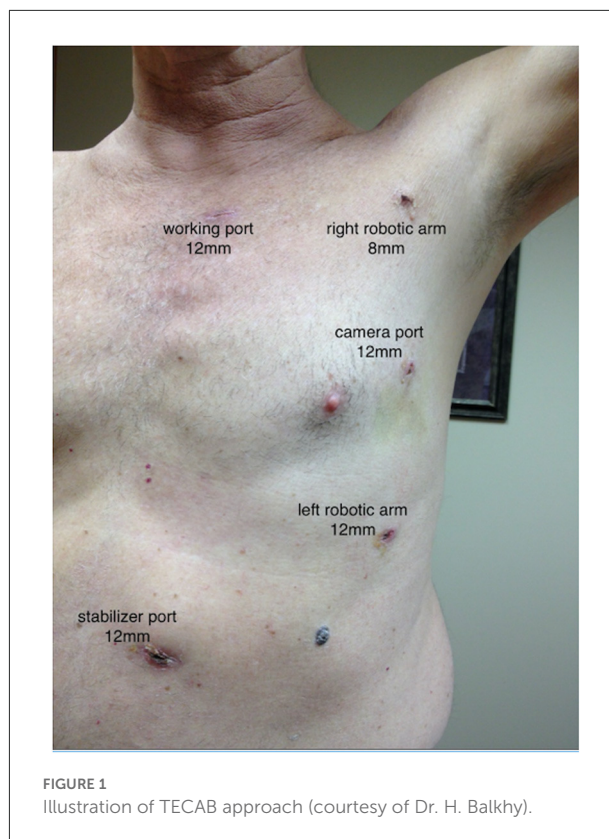 working port
12mm
right robotic arm
8mm
camera port
12mm
left robotic arm
12mm
stabilizer port
12mm
FIGURE 1
Illustration of TECAB approach (courtesy of Dr. H. Balkhy).